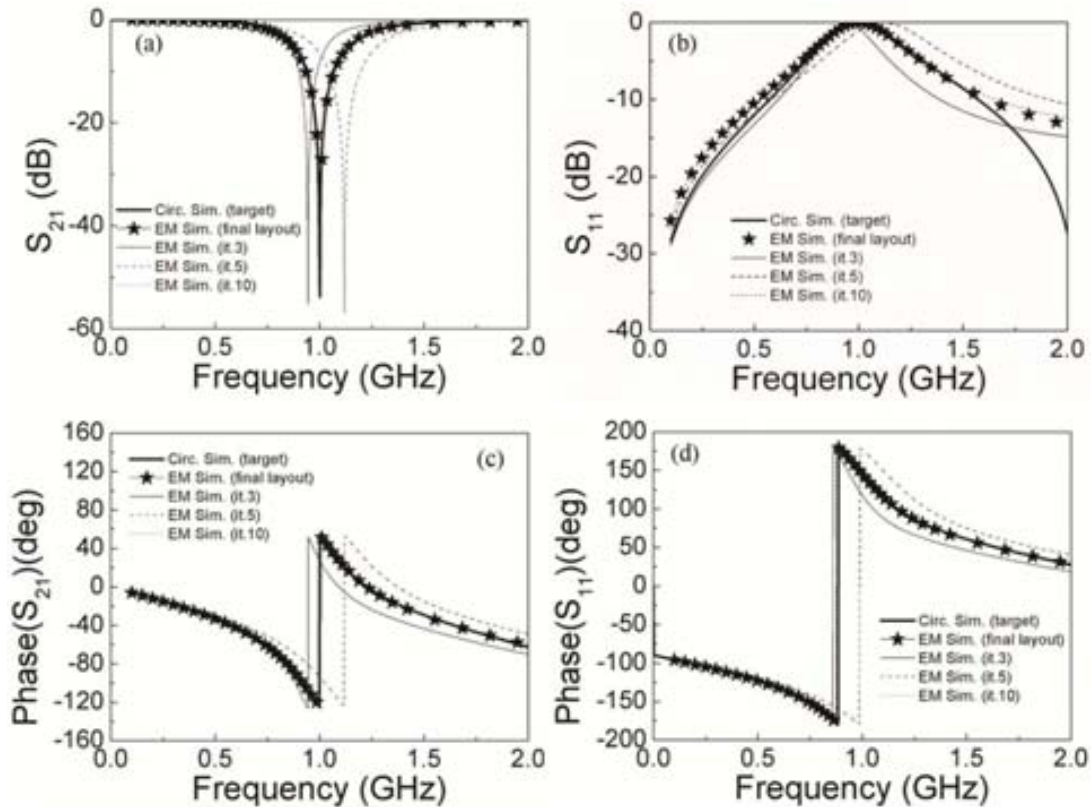 (a)
S21 (dB)
0
-20
-40
-60
Circ. Sim. (target)
EM Sim. (final layout)
EM Sim. (it.3)
EM Sim. (it.5)
EM Sim. (it.10)
0.0 0.5 1.0 1.5 2.0
Frequency (GHz)
(b)
S11 (dB)
0
-10
-20
-30
-40
Circ. Sim. (target)
EM Sim. (final layout)
EM Sim. (it.3)
EM Sim. (it.5)
EM Sim. (it.10)
0.0 0.5 1.0 1.5 2.0
Frequency (GHz)
(c)
Phase(S21)(deg)
160
120
80
40
0
-40
-80
-120
-160
Circ. Sim. (target)
EM Sim. (final layout)
EM Sim. (it.3)
EM Sim. (it.5)
EM Sim. (it.10)
0.0 0.5 1.0 1.5 2.0
Frequency (GHz)
(d)
Phase(S11)(deg)
200
150
100
50
0
-50
-100
-150
-200
Circ. Sim. (target)
EM Sim. (final layout)
EM Sim. (it.3)
EM Sim. (it.5)
EM Sim. (it.10)
0.0 0.5 1.0 1.5 2.0
Frequency (GHz)